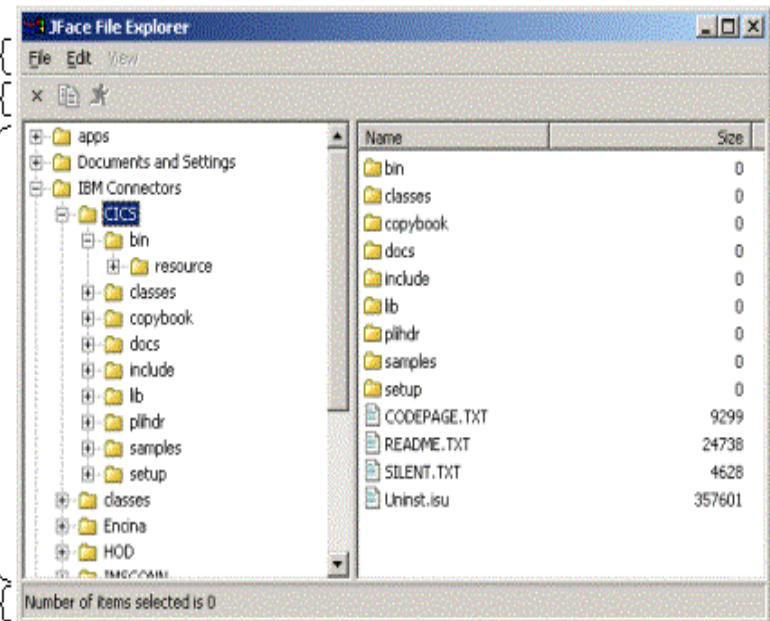 JFace File Explorer
File Edit View
apps
Documents and Settings
IBM Connectors
CICS
bin
resource
classes
copybook
docs
include
lib
plihdr
samples
setup
classes
Encina
HOD
IMSCONN
Name Size
bin 0
classes 0
copybook 0
docs 0
include 0
lib 0
plihdr 0
samples 0
setup 0
CODEPAGE.TXT 9299
README.TXT 24738
SILENT.TXT 4628
Uninst.isu 357601
Number of items selected is 0